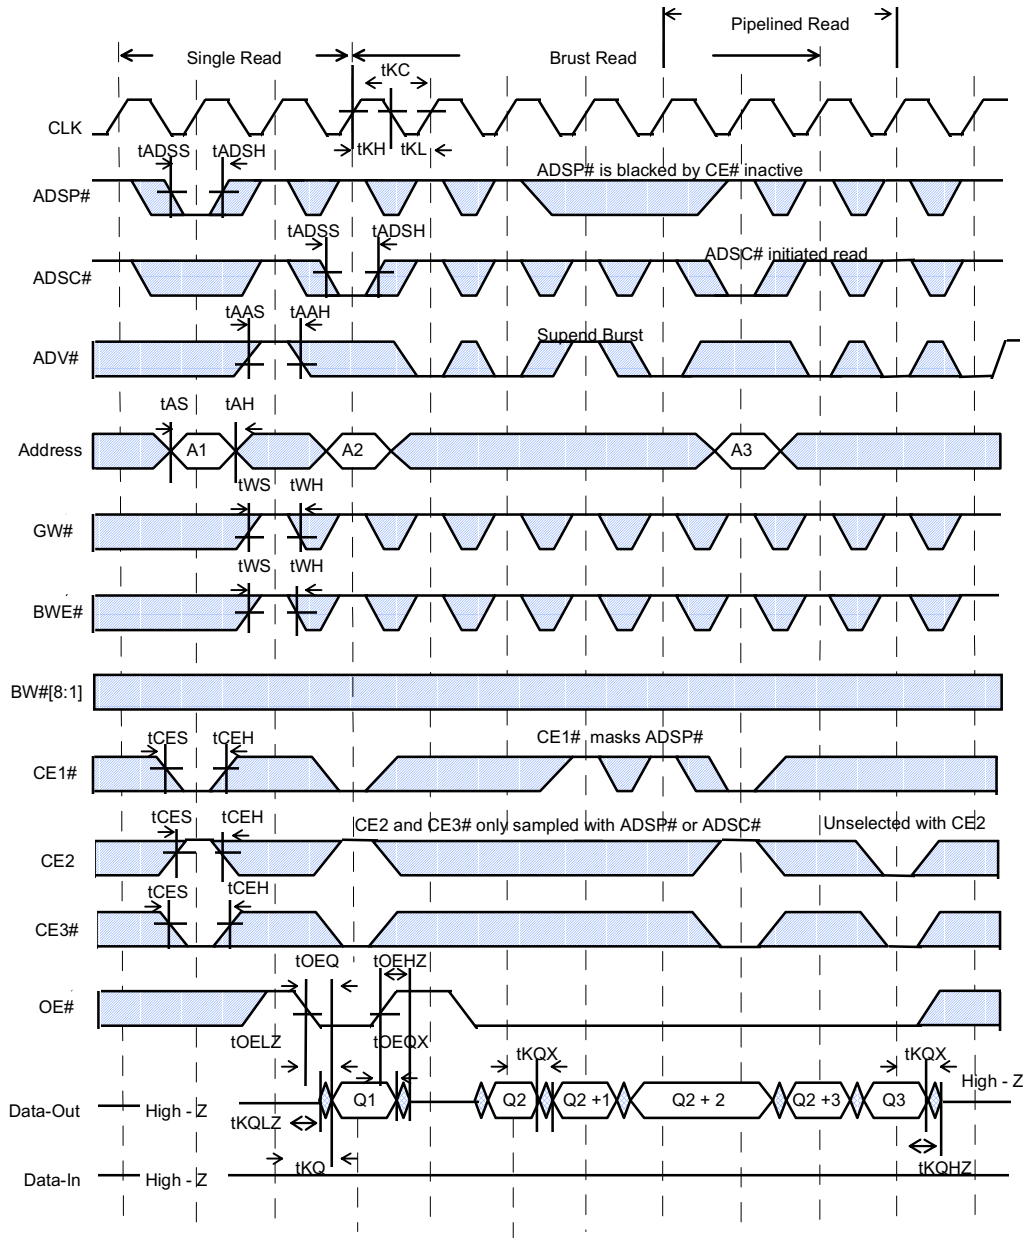 Pipelined Read
Single Read
Brust Read
tKC
CLK
tKH
tKL
tADSS
tADSH
ADSP# is blacked by CE# inactive
ADSP#
tADSS
tADSH
ADSC# initiated read
ADSC#
tAAS
tAAH
Supend Burst
ADV#
tAS
tAH
Address
A1
A2
A3
tWS
tWH
GW#
tWS
tWH
BWE#
BW#[8:1]
tCES
tCEH
CE1# masks ADSP#
CE1#
tCES
tCEH
CE2 and CE3# only sampled with ADSP# or ADSC#
Unselected with CE2
CE2
tCES
tCEH
CE3#
tOEQ
tOEHZ
OE#
tOELZ
tOEQX
tKQX
tKQX
High - Z
Data-Out
High - Z
Q1
Q2
Q2 +1
Q2 + 2
Q2 +3
Q3
tKQLZ
tKQ
tKQHZ
Data-In
High - Z